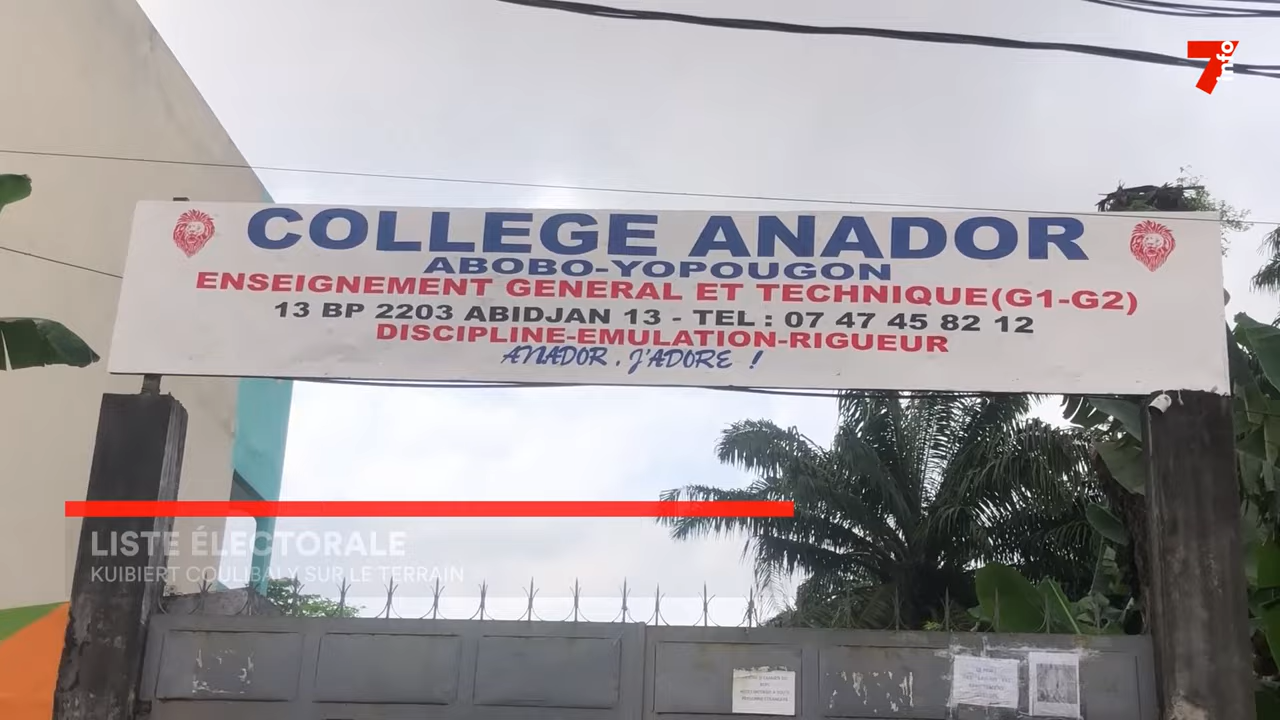 7
info
COLLEGE ANADOR
ABOBO-YOPOUGON
ENSEIGNEMENT GENERAL ET TECHNIQUE(G1-G2)
13 BP 2203 ABIDJAN 13 - TEL : 07 47 45 82 12
DISCIPLINE-EMULATION-RIGUEUR
ANADOR, J'ADORE !
LISTE ÉLECTORALE
KUIBIERT COULIBALY SUR LE TERRAIN